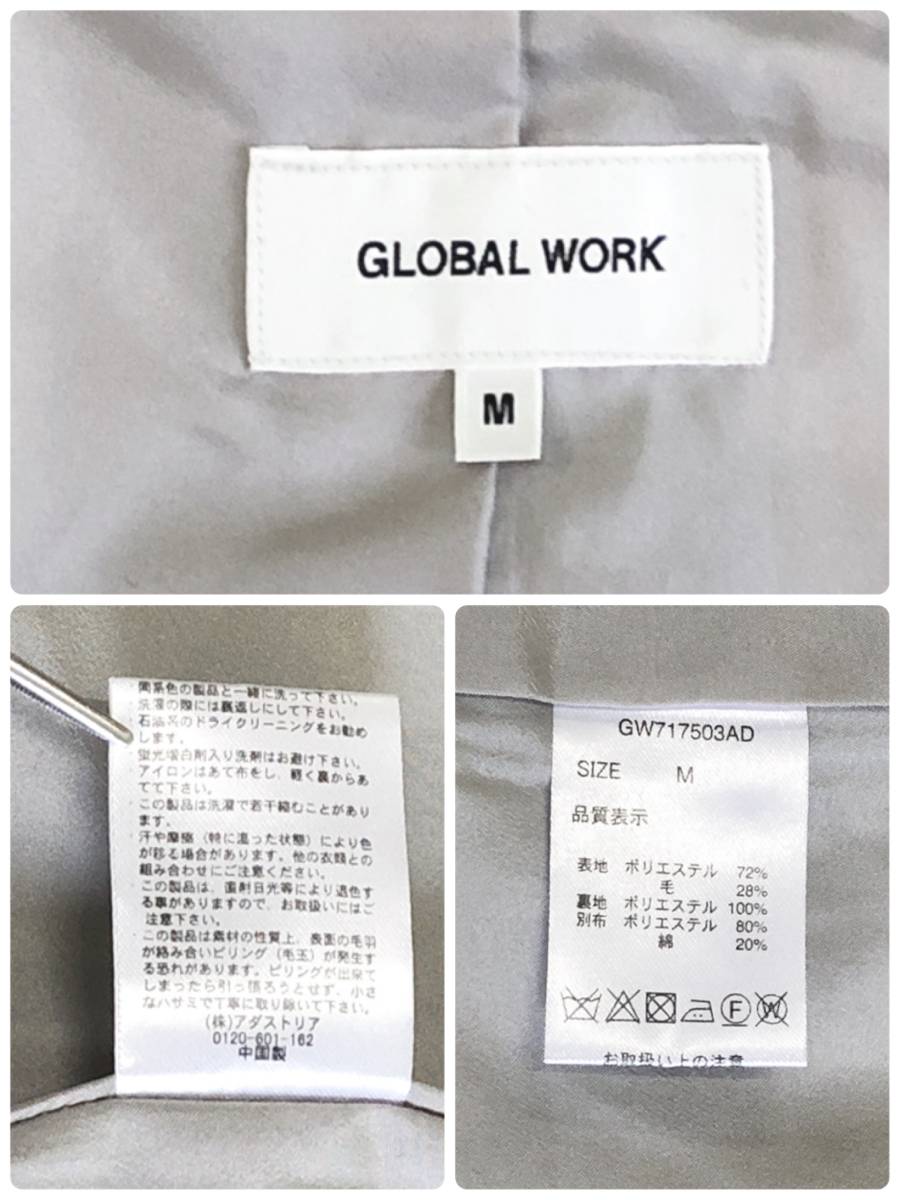 GLOBAL WORK
M
・同系色の製品と一緒に洗って下さい。
・洗濯の際には裏返しにして下さい。
・石油系のドライクリーニングをお勧め
します。
・蛍光増白剤入り洗剤はお避け下さい。
・アイロンはあて布をし、軽く裏からあ
てて下さい。
・この製品は洗濯で若干縮むことがあり
ます。
・汗や摩擦（特に湿った状態）により色
が移る場合があります。他の衣類との
組み合わせにご注意ください。
・この製品は、直射日光等により退色す
る事がありますので、お取扱いにはご
注意下さい。
・この製品は素材の性質上、表面の毛羽
が絡み合いピリング（毛玉）が発生す
る恐れがあります。ピリングが出来て
しまったら引っ張ろうとせず、小さ
なハサミで丁寧に取り除いて下さい。
(株)アダストリア
0120-601-162
中国製
GW717503AD
SIZE M
品質表示
表地 ポリエステル 72%
毛 28%
裏地 ポリエステル 100%
別布 ポリエステル 80%
綿 20%
F W
お取扱い上の注意